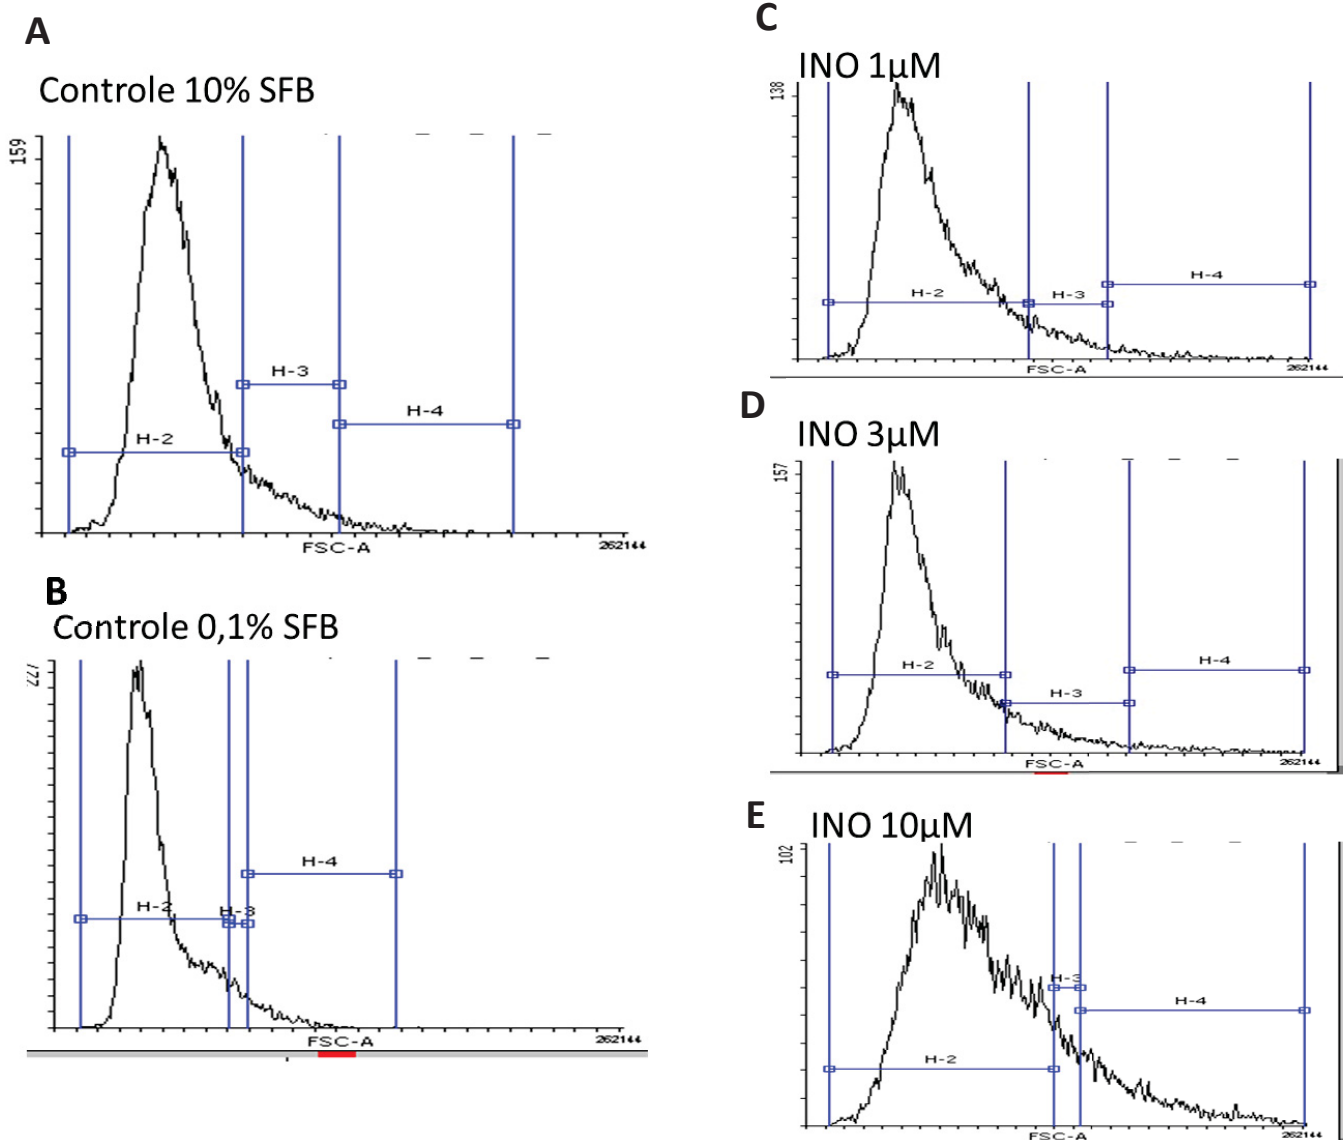 A
Controle 10% SFB
159
H-3
H-4
H-2
FSC-A
262144
B
Controle 0,1% SFB
227
H-4
H-2
H-3
FSC-A
262144
C
INO 1µM
138
H-4
H-2
H-3
FSC-A
262144
D
INO 3µM
157
H-4
H-2
H-3
FSC-A
262144
E
INO 10µM
102
H-3
H-4
H-2
FSC-A
262144